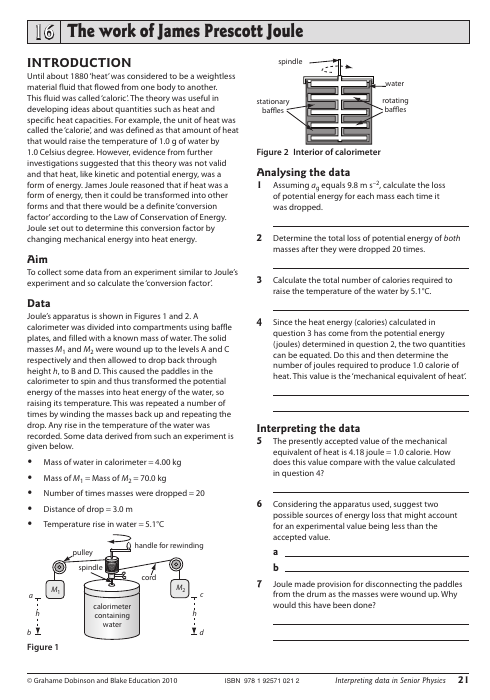 16 The work of James Prescott Joule
INTRODUCTION
Until about 1880 'heat' was considered to be a weightless
material fluid that flowed from one body to another.
This fluid was called 'caloric'. The theory was useful in
developing ideas about quantities such as heat and
specific heat capacities. For example, the unit of heat was
called the 'calorie', and was defined as that amount of heat
that would raise the temperature of 1.0 g of water by
1.0 Celsius degree. However, evidence from further
investigations suggested that this theory was not valid
and that heat, like kinetic and potential energy, was a
form of energy. James Joule reasoned that if heat was a
form of energy, then it could be transformed into other
forms and that there would be a definite 'conversion
factor' according to the Law of Conservation of Energy.
Joule set out to determine this conversion factor by
changing mechanical energy into heat energy.
Aim
To collect some data from an experiment similar to Joule's
experiment and so calculate the 'conversion factor'.
Data
Joule's apparatus is shown in Figures 1 and 2. A
calorimeter was divided into compartments using baffle
plates, and filled with a known mass of water. The solid
masses M1 and M2 were wound up to the levels A and C
respectively and then allowed to drop back through
height h, to B and D. This caused the paddles in the
calorimeter to spin and thus transformed the potential
energy of the masses into heat energy of the water, so
raising its temperature. This was repeated a number of
times by winding the masses back up and repeating the
drop. Any rise in the temperature of the water was
recorded. Some data derived from such an experiment is
given below.
• Mass of water in calorimeter = 4.00 kg
• Mass of M1 = Mass of M2 = 70.0 kg
• Number of times masses were dropped = 20
• Distance of drop = 3.0 m
• Temperature rise in water = 5.1°C
handle for rewinding
pulley
spindle
cord
M1
M2
a
c
h
h
calorimeter
containing
water
b
d
Figure 1
spindle
water
stationary
baffles
rotating
baffles
Figure 2 Interior of calorimeter
Analysing the data
1 Assuming ag equals 9.8 m s−2, calculate the loss
of potential energy for each mass each time it
was dropped.
2 Determine the total loss of potential energy of both
masses after they were dropped 20 times.
3 Calculate the total number of calories required to
raise the temperature of the water by 5.1°C.
4 Since the heat energy (calories) calculated in
question 3 has come from the potential energy
(joules) determined in question 2, the two quantities
can be equated. Do this and then determine the
number of joules required to produce 1.0 calorie of
heat. This value is the 'mechanical equivalent of heat'.
Interpreting the data
5 The presently accepted value of the mechanical
equivalent of heat is 4.18 joule = 1.0 calorie. How
does this value compare with the value calculated
in question 4?
6 Considering the apparatus used, suggest two
possible sources of energy loss that might account
for an experimental value being less than the
accepted value.
a
b
7 Joule made provision for disconnecting the paddles
from the drum as the masses were wound up. Why
would this have been done?
© Grahame Dobinson and Blake Education 2010 ISBN 978 1 92571 021 2 Interpreting data in Senior Physics 21